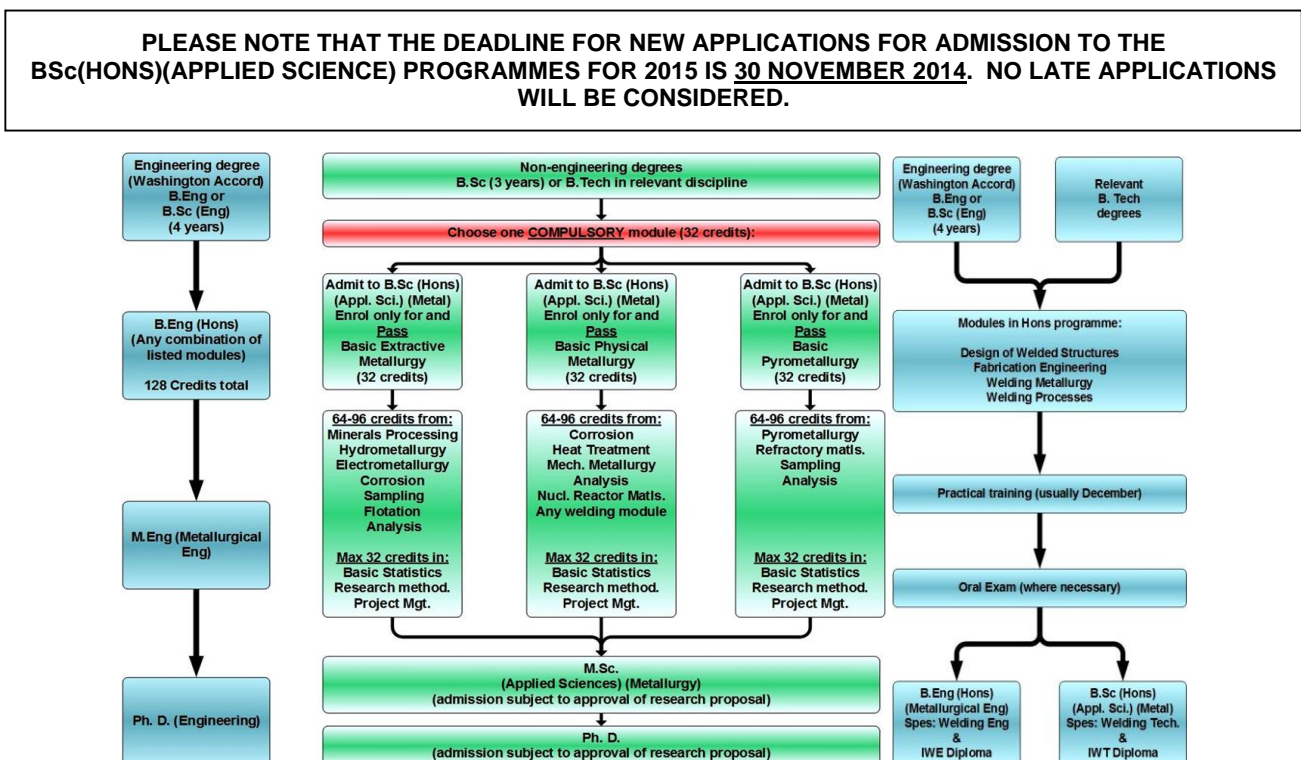 PLEASE NOTE THAT THE DEADLINE FOR NEW APPLICATIONS FOR ADMISSION TO THE
BSc(HONS)(APPLIED SCIENCE) PROGRAMMES FOR 2015 IS 30 NOVEMBER 2014. NO LATE APPLICATIONS
WILL BE CONSIDERED.
Engineering degree
(Washington Accord)
B.Eng or
B.Sc (Eng)
(4 years)
B.Eng (Hons)
(Any combination of
listed modules)
128 Credits total
M.Eng (Metallurgical
Eng)
Ph. D. (Engineering)
Non-engineering degrees
B.Sc (3 years) or B.Tech in relevant discipline
Choose one COMPULSORY module (32 credits):
Admit to B.Sc (Hons)
(Appl. Sci.) (Metal)
Enrol only for and
Pass
Basic Extractive
Metallurgy
(32 credits)
64-96 credits from:
Minerals Processing
Hydrometallurgy
Electrometallurgy
Corrosion
Sampling
Flotation
Analysis
Max 32 credits in:
Basic Statistics
Research method.
Project Mgt.
Admit to B.Sc (Hons)
(Appl. Sci.) (Metal)
Enrol only for and
Pass
Basic Physical
Metallurgy
(32 credits)
64-96 credits from:
Corrosion
Heat Treatment
Mech. Metallurgy
Analysis
Nucl. Reactor Matls.
Any welding module
Max 32 credits in:
Basic Statistics
Research method.
Project Mgt.
Admit to B.Sc (Hons)
(Appl. Sci.) (Metal)
Enrol only for and
Pass
Basic
Pyrometallurgy
(32 credits)
64-96 credits from:
Pyrometallurgy
Refractory matls.
Sampling
Analysis
Max 32 credits in:
Basic Statistics
Research method.
Project Mgt.
M.Sc.
(Applied Sciences) (Metallurgy)
(admission subject to approval of research proposal)
Ph. D.
(admission subject to approval of research proposal)
Engineering degree
(Washington Accord)
B.Eng or
B.Sc (Eng)
(4 years)
Relevant
B. Tech
degrees
Modules in Hons programme:
Design of Welded Structures
Fabrication Engineering
Welding Metallurgy
Welding Processes
Practical training (usually December)
Oral Exam (where necessary)
B.Eng (Hons)
(Metallurgical Eng)
Spes: Welding Eng
&
IWE Diploma
B.Sc (Hons)
(Appl. Sci.) (Metal)
Spes: Welding Tech.
&
IWT Diploma